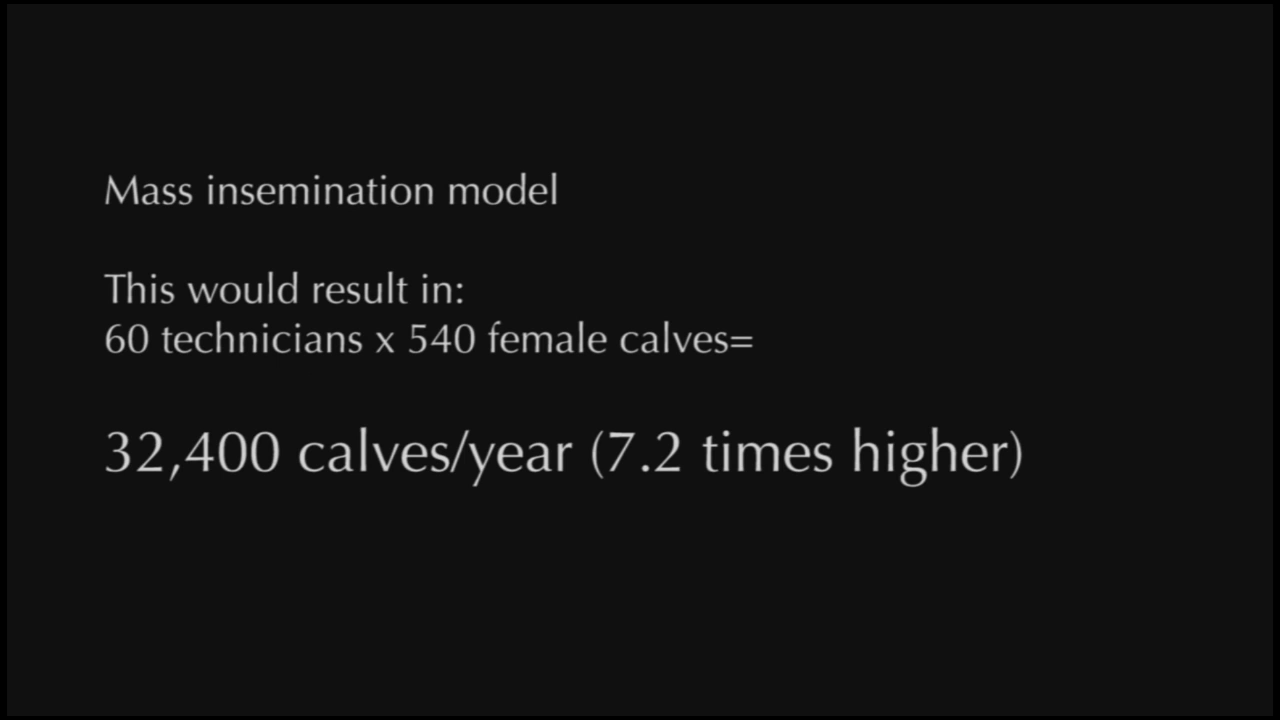 Mass insemination model
This would result in:
60 technicians x 540 female calves=
32,400 calves/year (7.2 times higher)